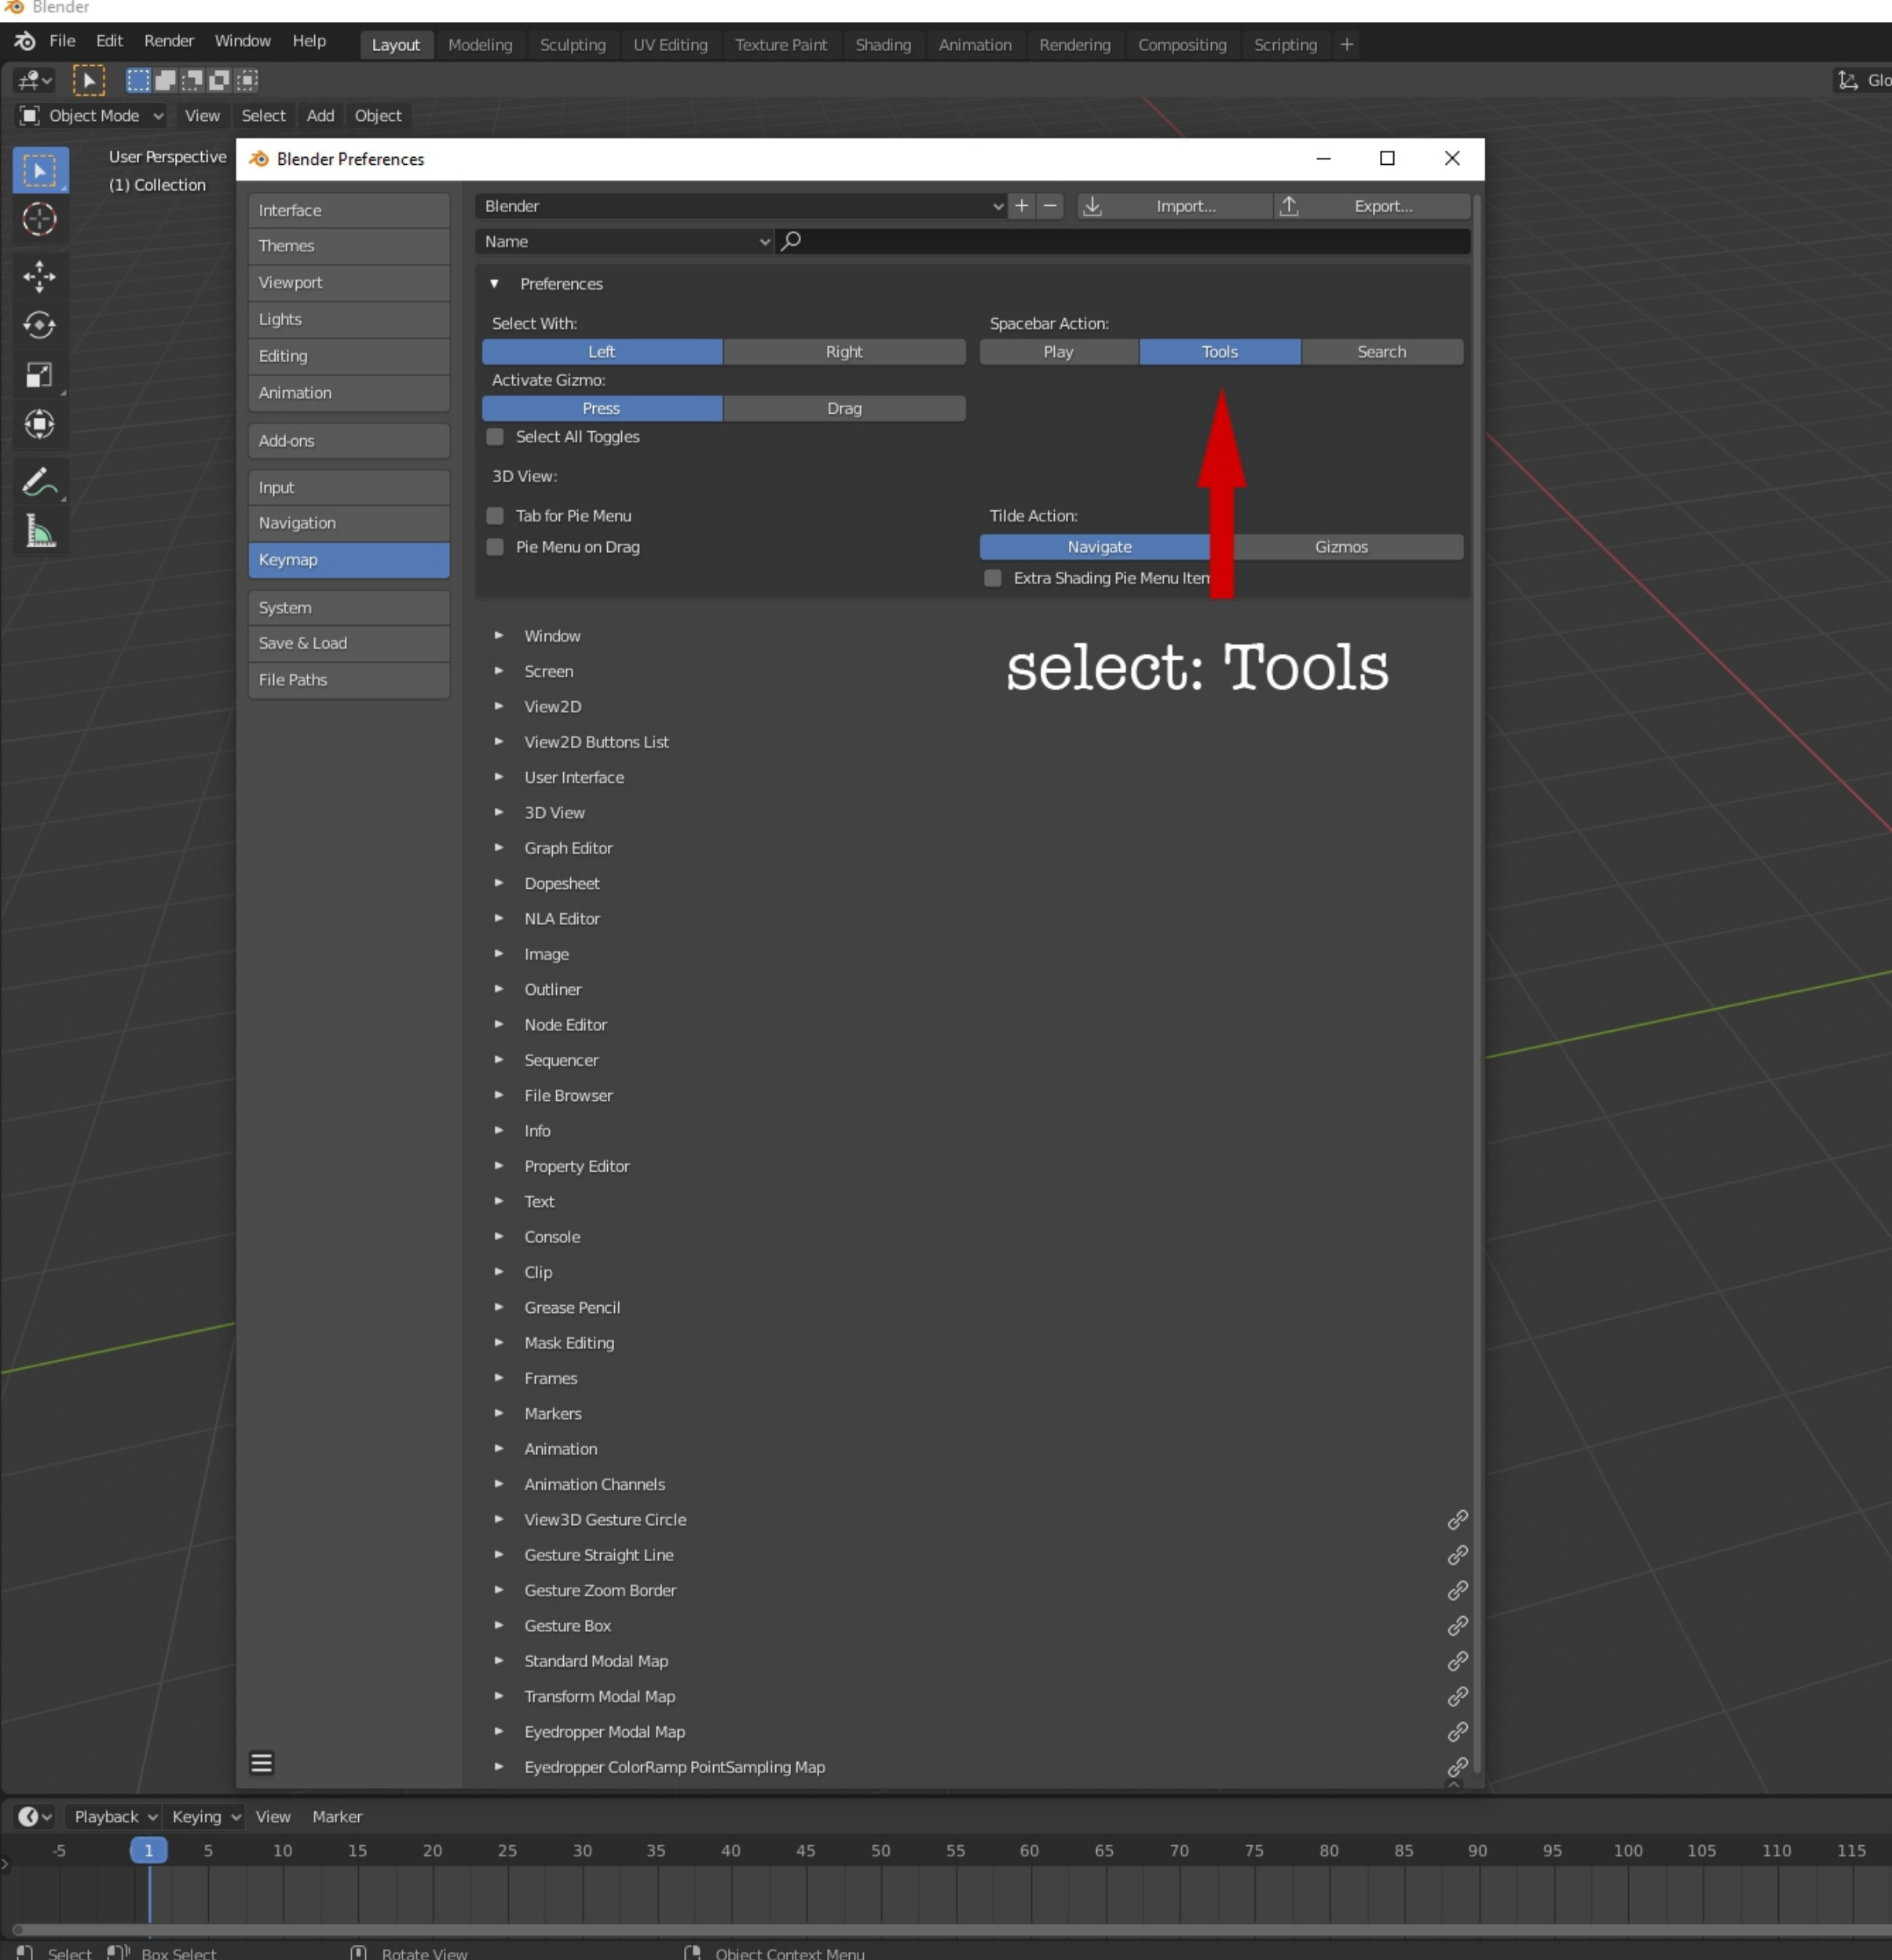 Blender
File Edit Render Window Help Layout Modeling Sculpting UV Editing Texture Paint Shading Animation Rendering Compositing Scripting +
Glo
Object Mode View Select Add Object
User Perspective
(1) Collection
Blender Preferences
Interface
Themes
Viewport
Lights
Editing
Animation
Add-ons
Input
Navigation
Keymap
System
Save & Load
File Paths
Blender + − Import... Export...
Name
Preferences
Select With: Spacebar Action:
Left Right Play Tools Search
Activate Gizmo:
Press Drag
Select All Toggles
3D View:
Tab for Pie Menu Tilde Action:
Pie Menu on Drag Navigate Gizmos
Extra Shading Pie Menu Iten
select: Tools
Window
Screen
View2D
View2D Buttons List
User Interface
3D View
Graph Editor
Dopesheet
NLA Editor
Image
Outliner
Node Editor
Sequencer
File Browser
Info
Property Editor
Text
Console
Clip
Grease Pencil
Mask Editing
Frames
Markers
Animation
Animation Channels
View3D Gesture Circle
Gesture Straight Line
Gesture Zoom Border
Gesture Box
Standard Modal Map
Transform Modal Map
Eyedropper Modal Map
Eyedropper ColorRamp PointSampling Map
Playback Keying View Marker
-5 1 5 10 15 20 25 30 35 40 45 50 55 60 65 70 75 80 85 90 95 100 105 110 115
Select Box Select Rotate View Object Context Menu